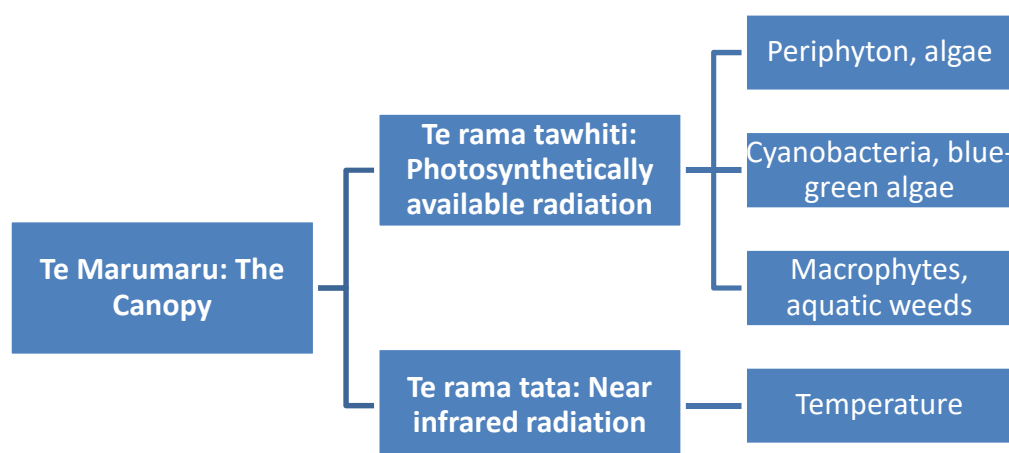 Te Marumaru: The
Canopy
Te rama tawhiti:
Photosynthetically
available radiation
Periphyton, algae
Cyanobacteria, blue-
green algae
Macrophytes,
aquatic weeds
Te rama tata: Near
infrared radiation
Temperature